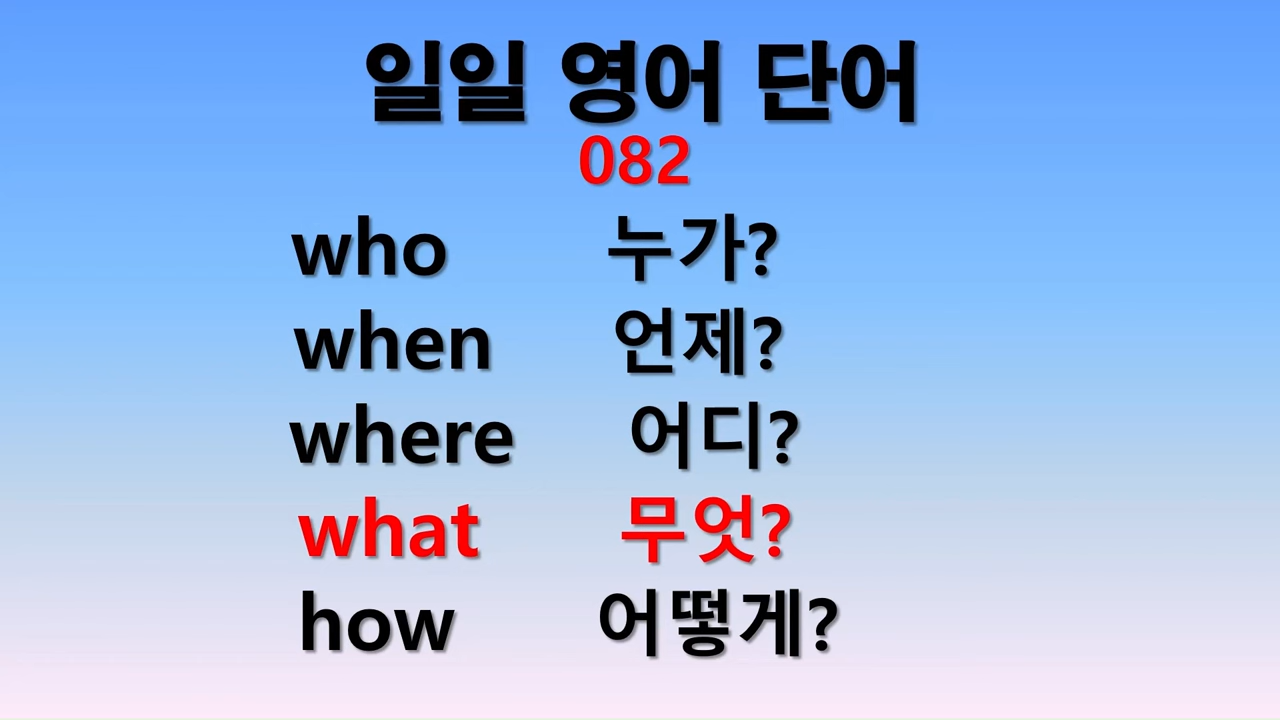 일일 영어 단어
082
who 누가?
when 언제?
where 어디?
what 무엇?
how 어떻게?